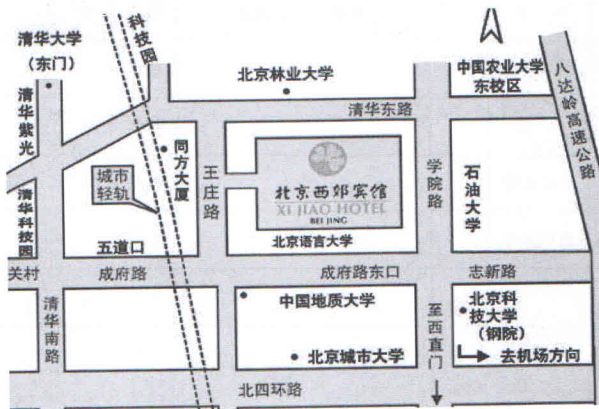 清华大学
(东门)
科技园
北京林业大学
中国农业大学
东校区
八达岭高速公路
清华东路
清华紫光
同方大厦
王庄路
城市
轻轨
北京西郊宾馆
XI JIAO HOTEL
BEI JING
学院路
石油大学
清华科技园
五道口
北京语言大学
关村
成府路
成府路东口
志新路
清华南路
中国地质大学
至西直门
北京科
技大学
(钢院)
北京城市大学
去机场方向
北四环路